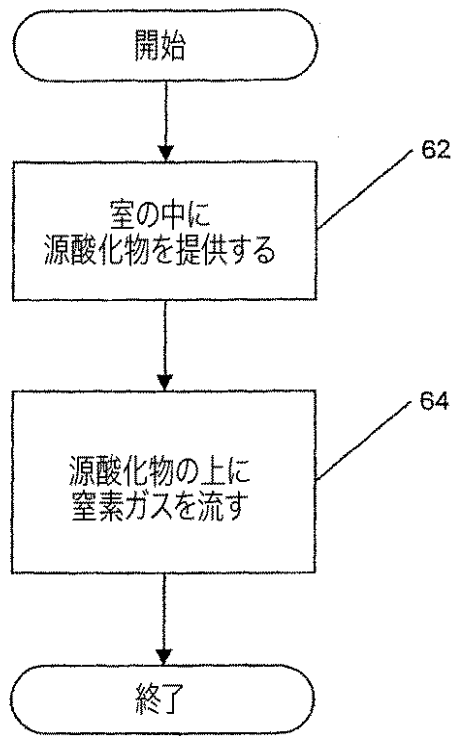 開始
62
室の中に
源酸化物を提供する
64
源酸化物の上に
窒素ガスを流す
終了